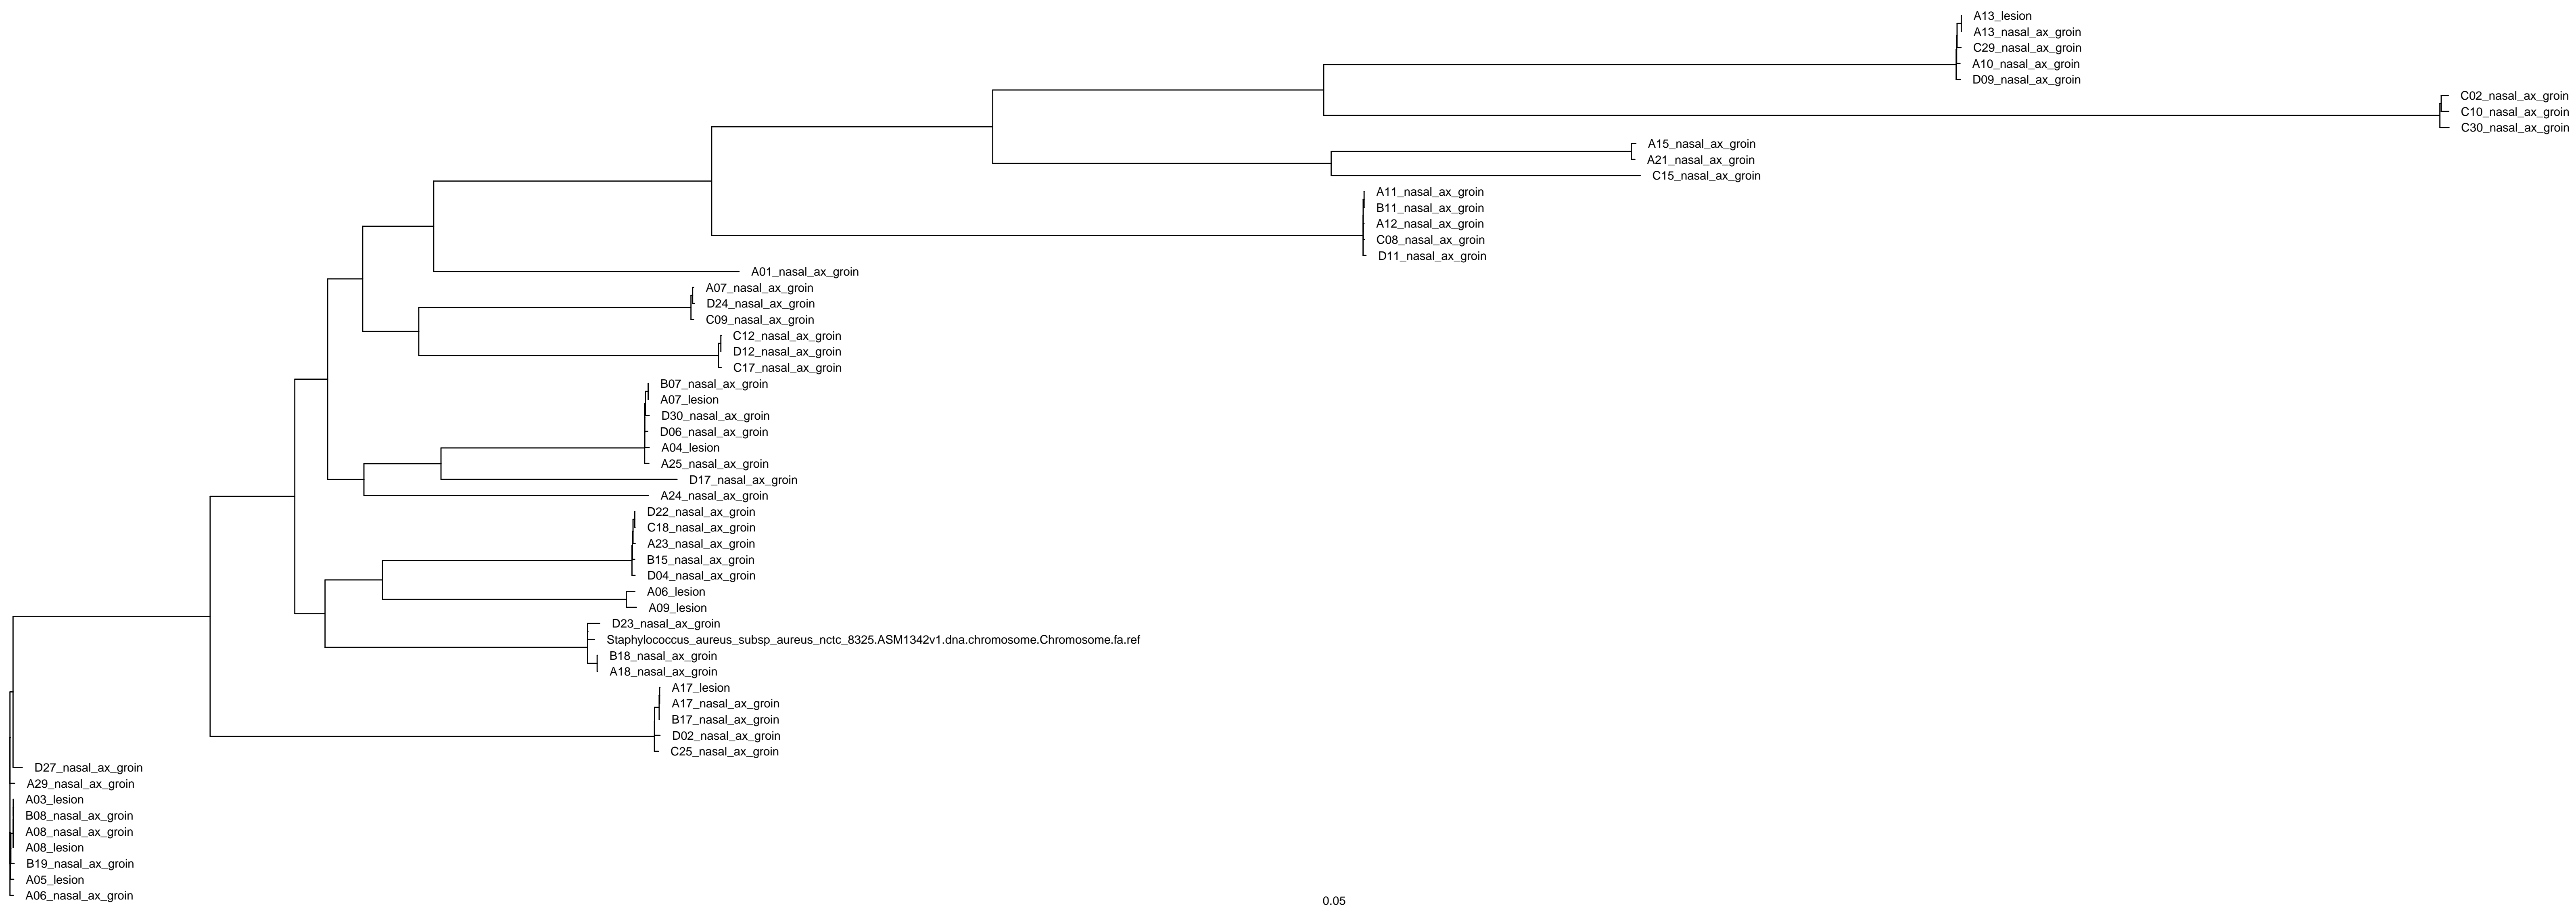 A13_lesion
A13_nasal_ax_groin
C29_nasal_ax_groin
A10_nasal_ax_groin
D09_nasal_ax_groin
C02_nasal_ax_groin
C10_nasal_ax_groin
C30_nasal_ax_groin
A15_nasal_ax_groin
A21_nasal_ax_groin
C15_nasal_ax_groin
A11_nasal_ax_groin
B11_nasal_ax_groin
A12_nasal_ax_groin
C08_nasal_ax_groin
D11_nasal_ax_groin
A01_nasal_ax_groin
A07_nasal_ax_groin
D24_nasal_ax_groin
C09_nasal_ax_groin
C12_nasal_ax_groin
D12_nasal_ax_groin
C17_nasal_ax_groin
B07_nasal_ax_groin
A07_lesion
D30_nasal_ax_groin
D06_nasal_ax_groin
A04_lesion
A25_nasal_ax_groin
D17_nasal_ax_groin
A24_nasal_ax_groin
D22_nasal_ax_groin
C18_nasal_ax_groin
A23_nasal_ax_groin
B15_nasal_ax_groin
D04_nasal_ax_groin
A06_lesion
A09_lesion
D23_nasal_ax_groin
Staphylococcus_aureus_subsp_aureus_nctc_8325.ASM1342v1.dna.chromosome.Chromosome.fa.ref
B18_nasal_ax_groin
A18_nasal_ax_groin
A17_lesion
A17_nasal_ax_groin
B17_nasal_ax_groin
D02_nasal_ax_groin
C25_nasal_ax_groin
D27_nasal_ax_groin
A29_nasal_ax_groin
A03_lesion
B08_nasal_ax_groin
A08_nasal_ax_groin
A08_lesion
B19_nasal_ax_groin
A05_lesion
A06_nasal_ax_groin
0.05